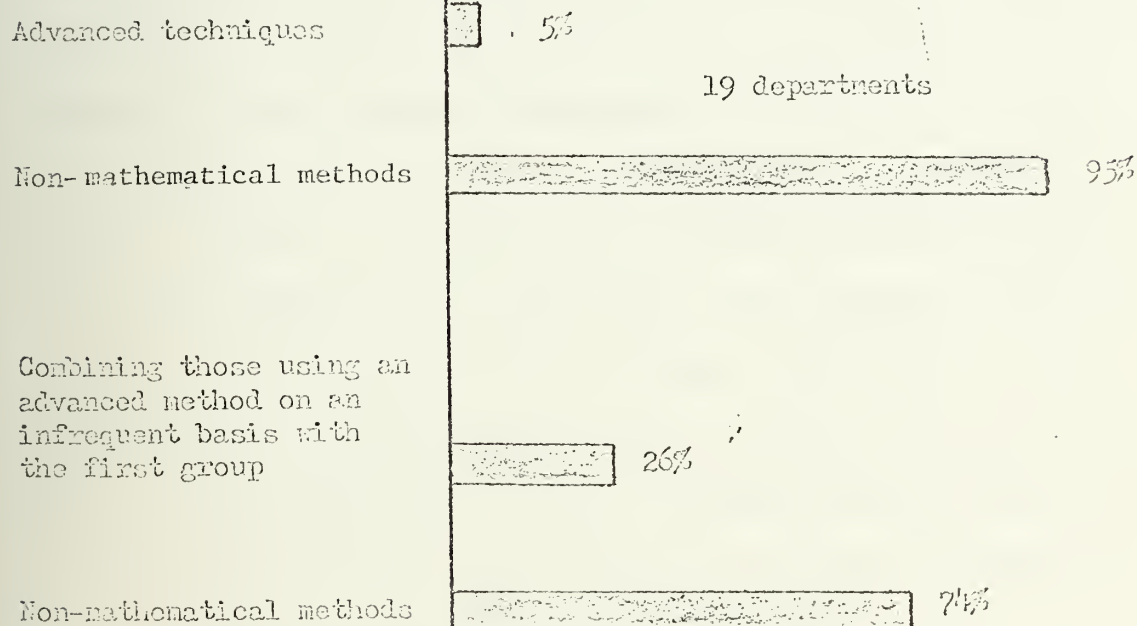 Advanced techniques 5%
19 departments
Non-mathematical methods 95%
Combining those using an
advanced method on an
infrequent basis with
the first group
26%
Non-mathematical methods 74%